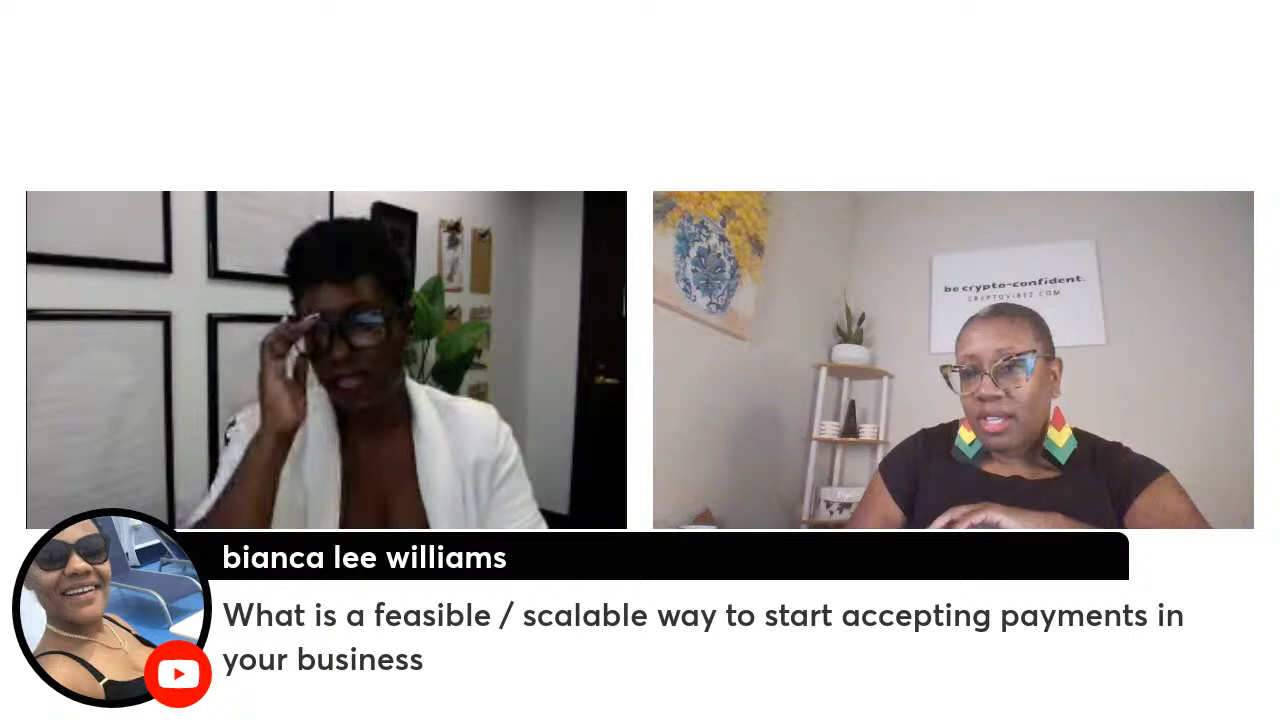 be crypto-confident.
CRYPTOVIBEZ.COM
bianca lee williams
What is a feasible / scalable way to start accepting payments in
your business